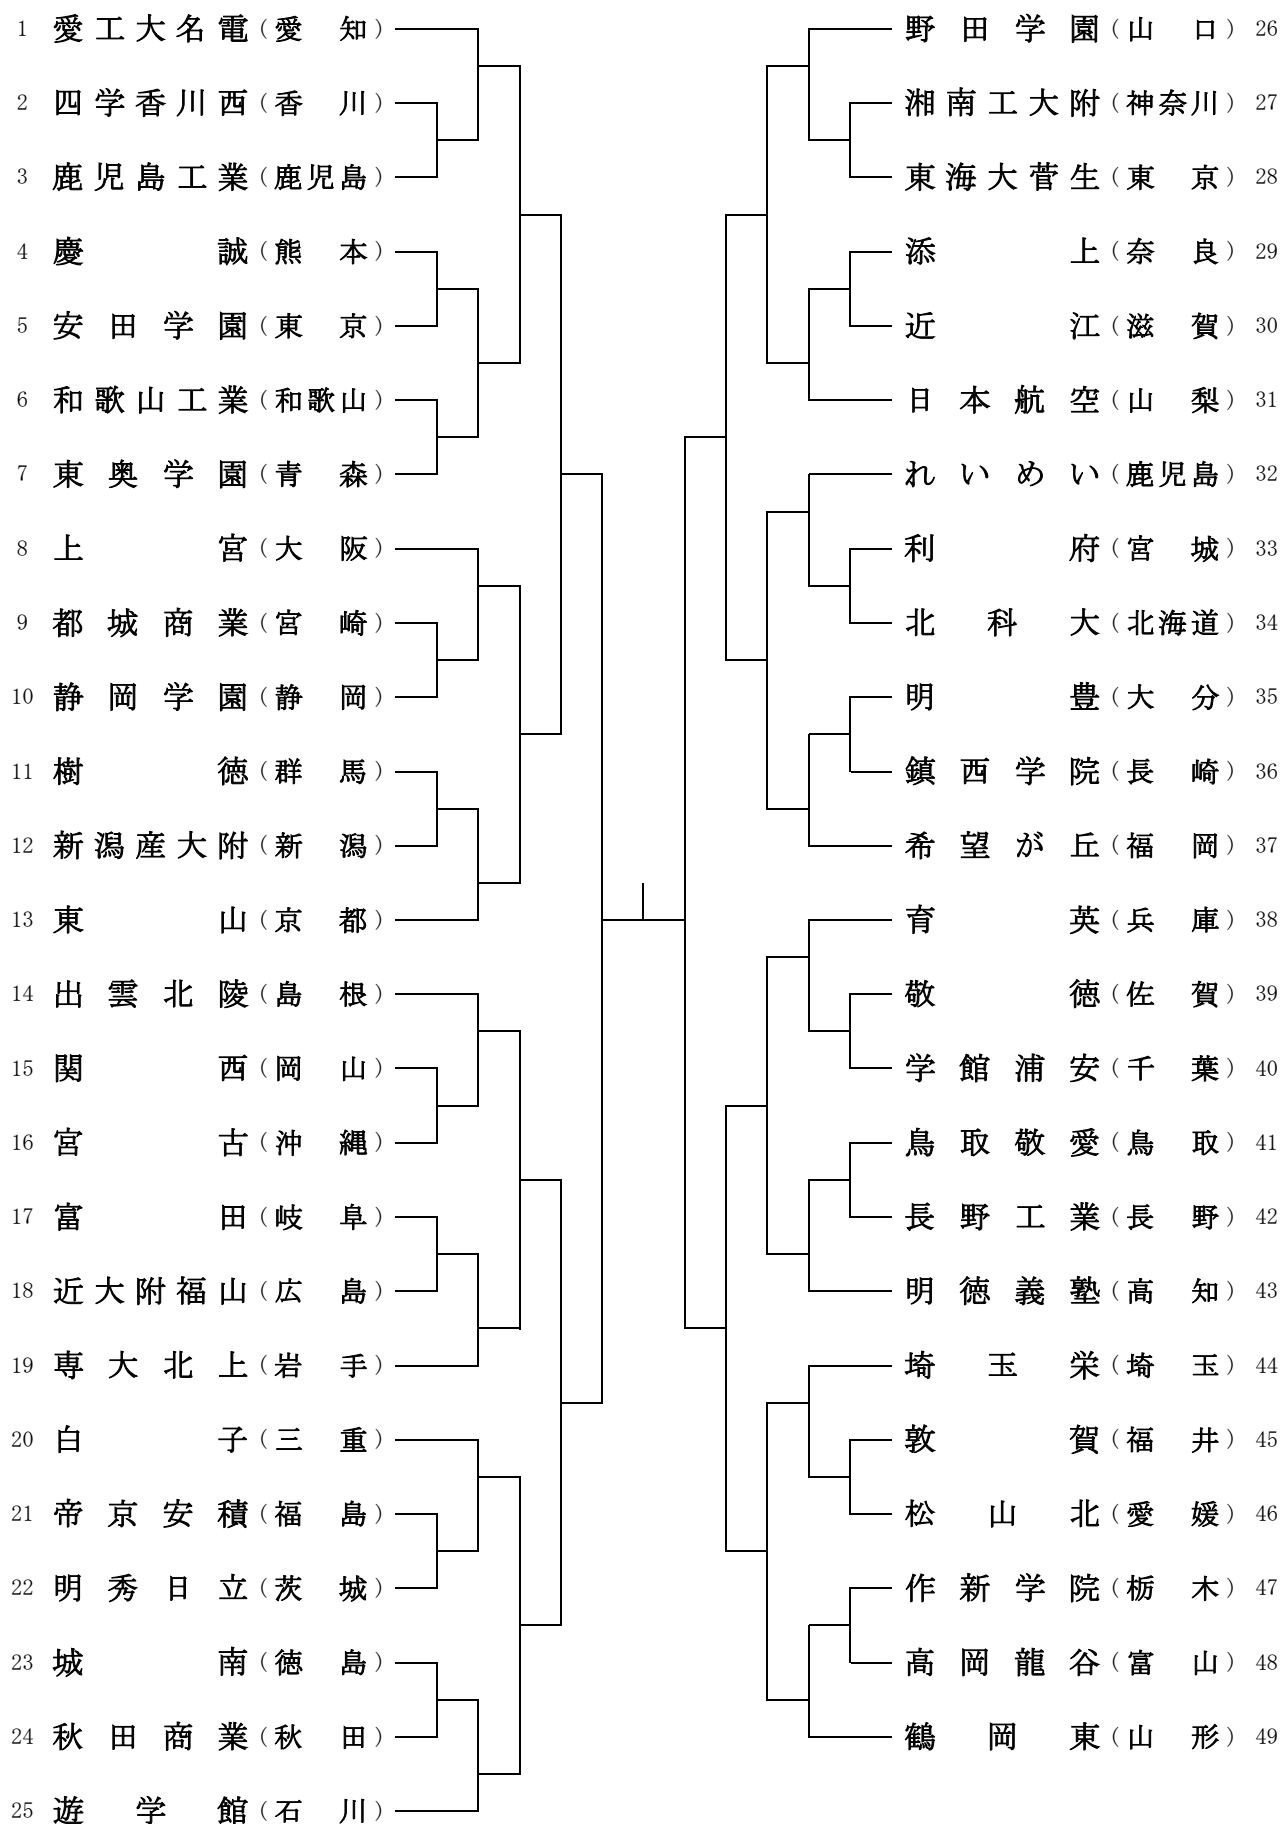 1 愛工大名電(愛知)
2 四学香川西(香川)
3 鹿児島工業(鹿児島)
4 慶誠(熊本)
5 安田学園(東京)
6 和歌山工業(和歌山)
7 東奥学園(青森)
8 上宮(大阪)
9 都城商業(宮崎)
10 静岡学園(静岡)
11 樹徳(群馬)
12 新潟産大附(新潟)
13 東山(京都)
14 出雲北陵(島根)
15 関西(岡山)
16 宮古(沖縄)
17 富田(岐阜)
18 近大附福山(広島)
19 専大北上(岩手)
20 白子(三重)
21 帝京安積(福島)
22 明秀日立(茨城)
23 城南(徳島)
24 秋田商業(秋田)
25 遊学館(石川)
野田学園(山口) 26
湘南工大附(神奈川) 27
東海大菅生(東京) 28
添上(奈良) 29
近江(滋賀) 30
日本航空(山梨) 31
れいめい(鹿児島) 32
利府(宮城) 33
北科大(北海道) 34
明豊(大分) 35
鎮西学院(長崎) 36
希望が丘(福岡) 37
育英(兵庫) 38
敬徳(佐賀) 39
学館浦安(千葉) 40
鳥取敬愛(鳥取) 41
長野工業(長野) 42
明徳義塾(高知) 43
埼玉栄(埼玉) 44
敦賀(福井) 45
松山北(愛媛) 46
作新学院(栃木) 47
高岡龍谷(富山) 48
鶴岡東(山形) 49